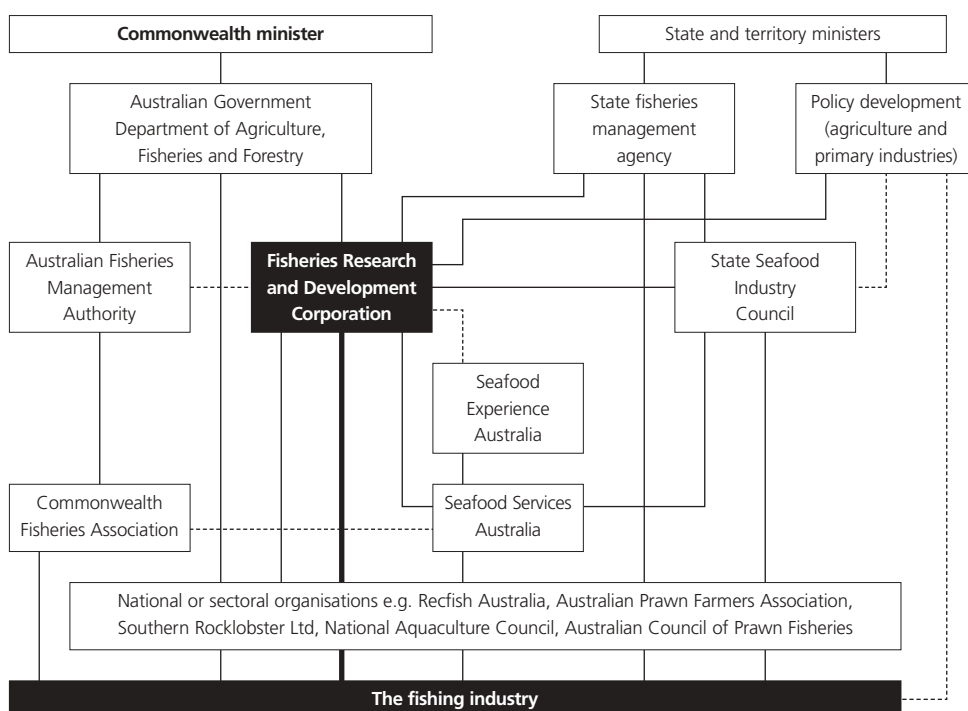 Commonwealth minister
State and territory ministers
Australian Government
Department of Agriculture,
Fisheries and Forestry
State fisheries
management
agency
Policy development
(agriculture and
primary industries)
Australian Fisheries
Management
Authority
Fisheries Research
and Development
Corporation
State Seafood
Industry
Council
Seafood
Experience
Australia
Commonwealth
Fisheries Association
Seafood Services
Australia
National or sectoral organisations e.g. Recfish Australia, Australian Prawn Farmers Association,
Southern Rocklobster Ltd, National Aquaculture Council, Australian Council of Prawn Fisheries
The fishing industry